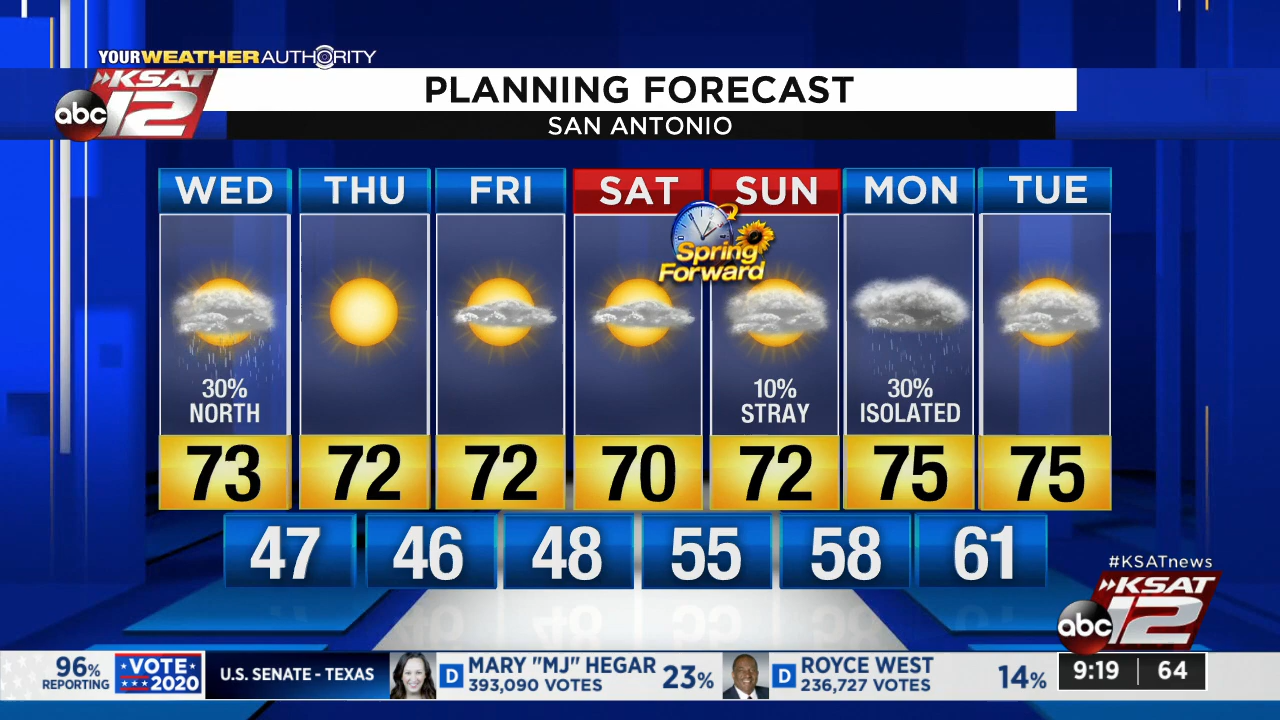 YOUR WEATHER AUTHORITY
KSAT
abc 12
PLANNING FORECAST
SAN ANTONIO
WED THU FRI SAT SUN MON TUE
Spring
Forward
30% 10% 30%
NORTH STRAY ISOLATED
73 72 72 70 72 75 75
47 46 48 55 58 61
#KSATnews
KSAT
abc 12
96% REPORTING
VOTE 2020
U.S. SENATE - TEXAS
D MARY "MJ" HEGAR 23%
393,090 VOTES
D ROYCE WEST 14%
236,727 VOTES
9:19 64